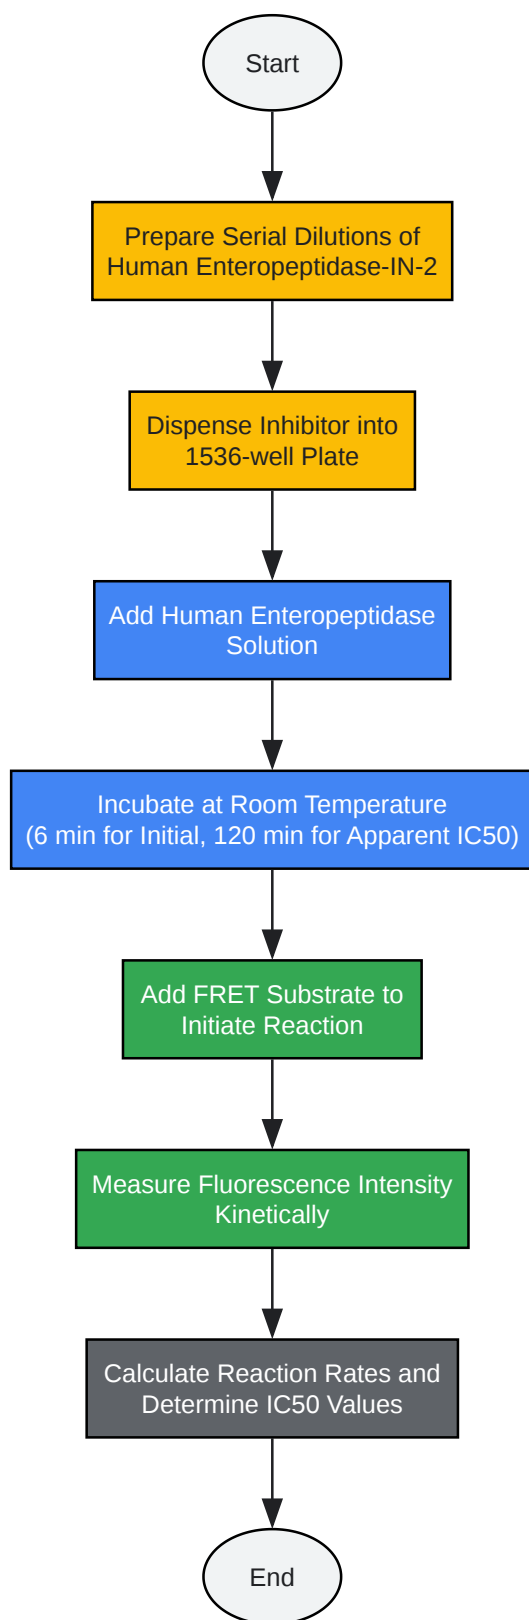 Start
Prepare Serial Dilutions of
Human Enteropeptidase-IN-2
Dispense Inhibitor into
1536-well Plate
Add Human Enteropeptidase
Solution
Incubate at Room Temperature
(6 min for Initial, 120 min for Apparent IC50)
Add FRET Substrate to
Initiate Reaction
Measure Fluorescence Intensity
Kinetically
Calculate Reaction Rates and
Determine IC50 Values
End